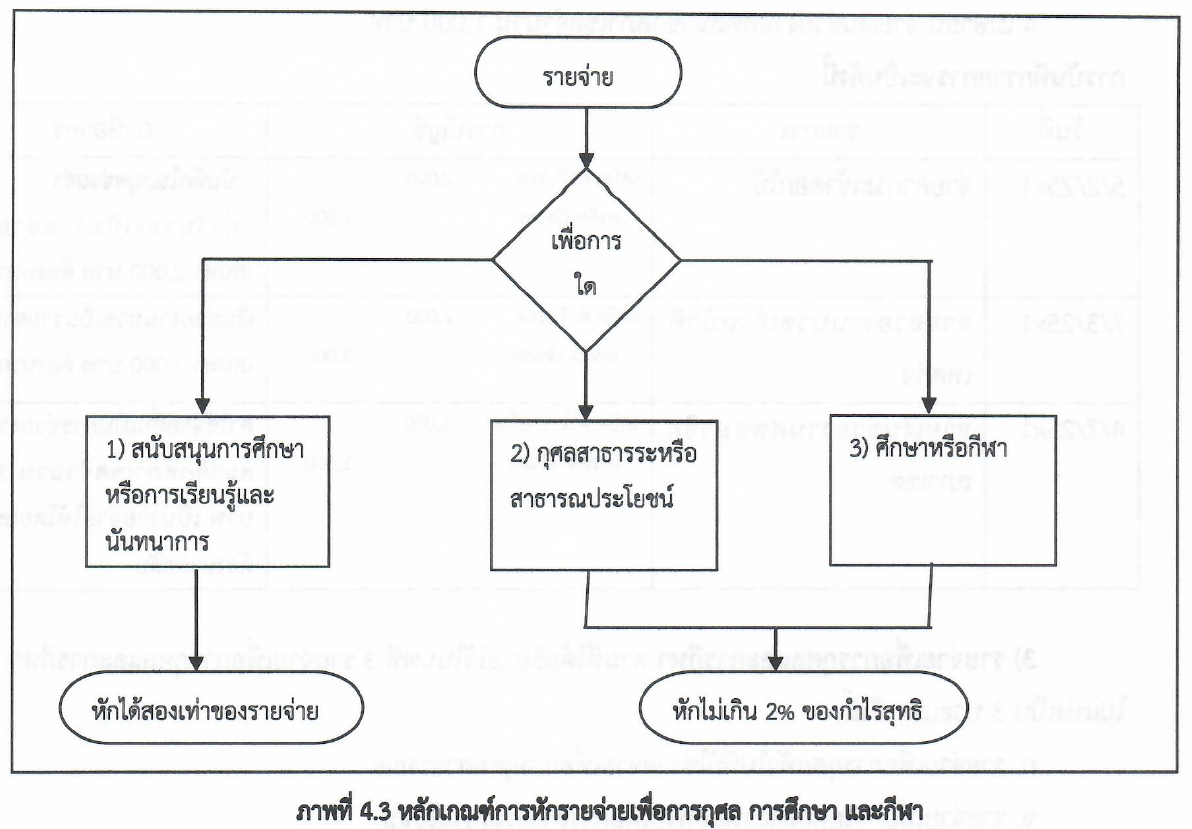 รายจ่าย
เพื่อการ
ใด
1) สนับสนุนการศึกษา
หรือการเรียนรู้และ
นันทนาการ
2) กุศลสาธารระหรือ
สาธารณประโยชน์
3) ศึกษาหรือกีฬา
หักได้สองเท่าของรายจ่าย
หักไม่เกิน 2% ของกำไรสุทธิ
ภาพที่ 4.3 หลักเกณฑ์การหักรายจ่ายเพื่อการกุศล การศึกษา และกีฬา